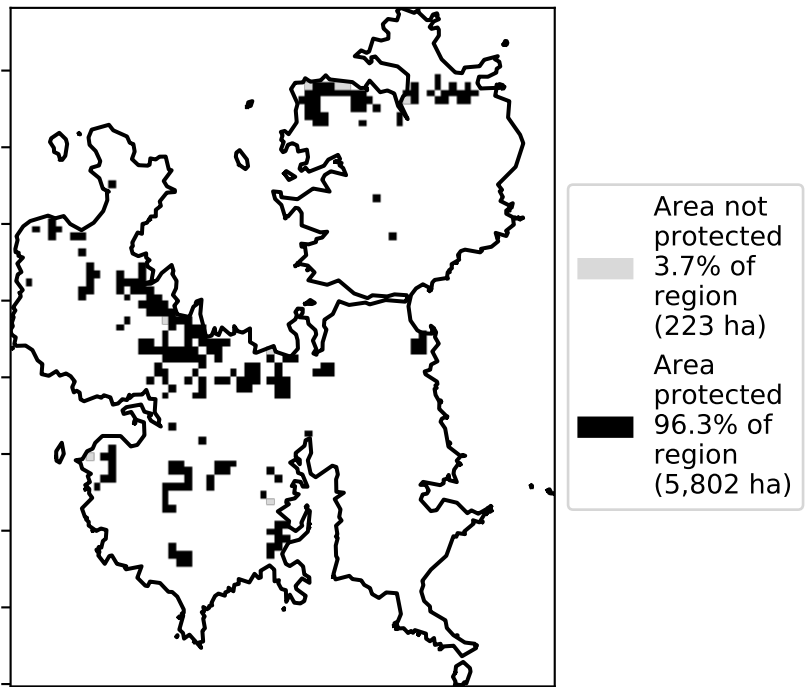 Area not
protected
3.7% of
region
(223 ha)
Area
protected
96.3% of
region
(5,802 ha)